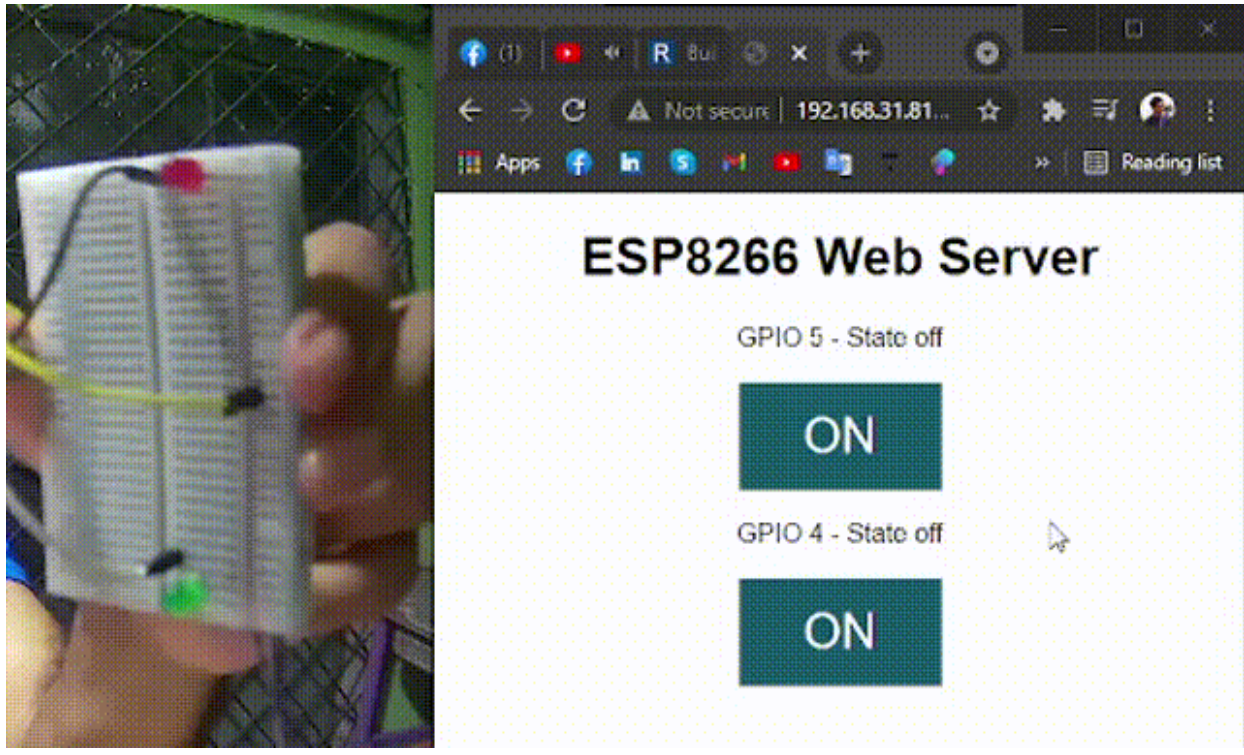 (1) R Bui
Not secure 192.168.31.81...
Apps Reading list
ESP8266 Web Server
GPIO 5 - State off
ON
GPIO 4 - State off
ON